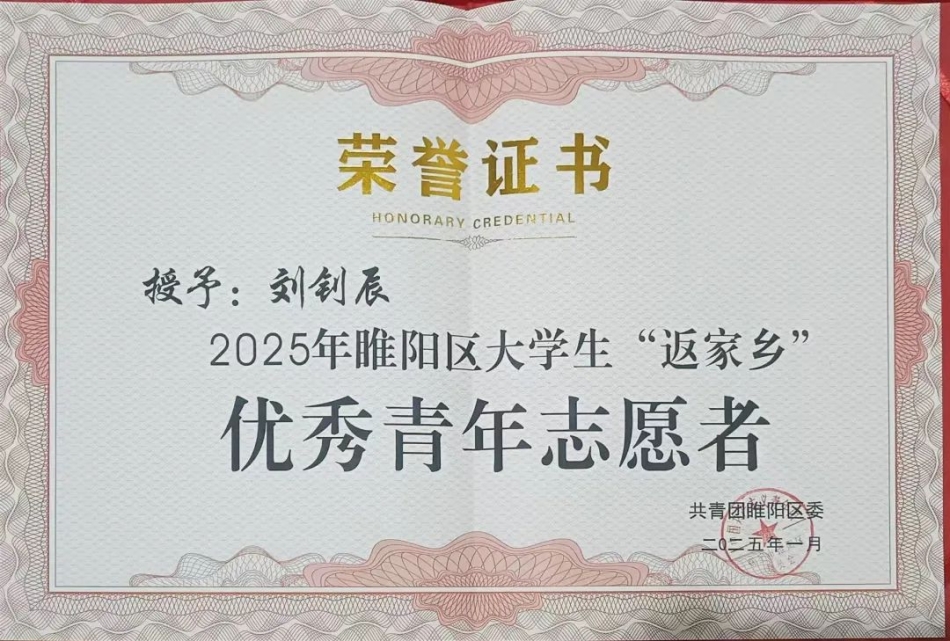 荣誉证书
HONORARY CREDENTIAL
授予：刘钊辰
2025年睢阳区大学生“返家乡”
优秀青年志愿者
共青团睢阳区委
二〇二五年一月